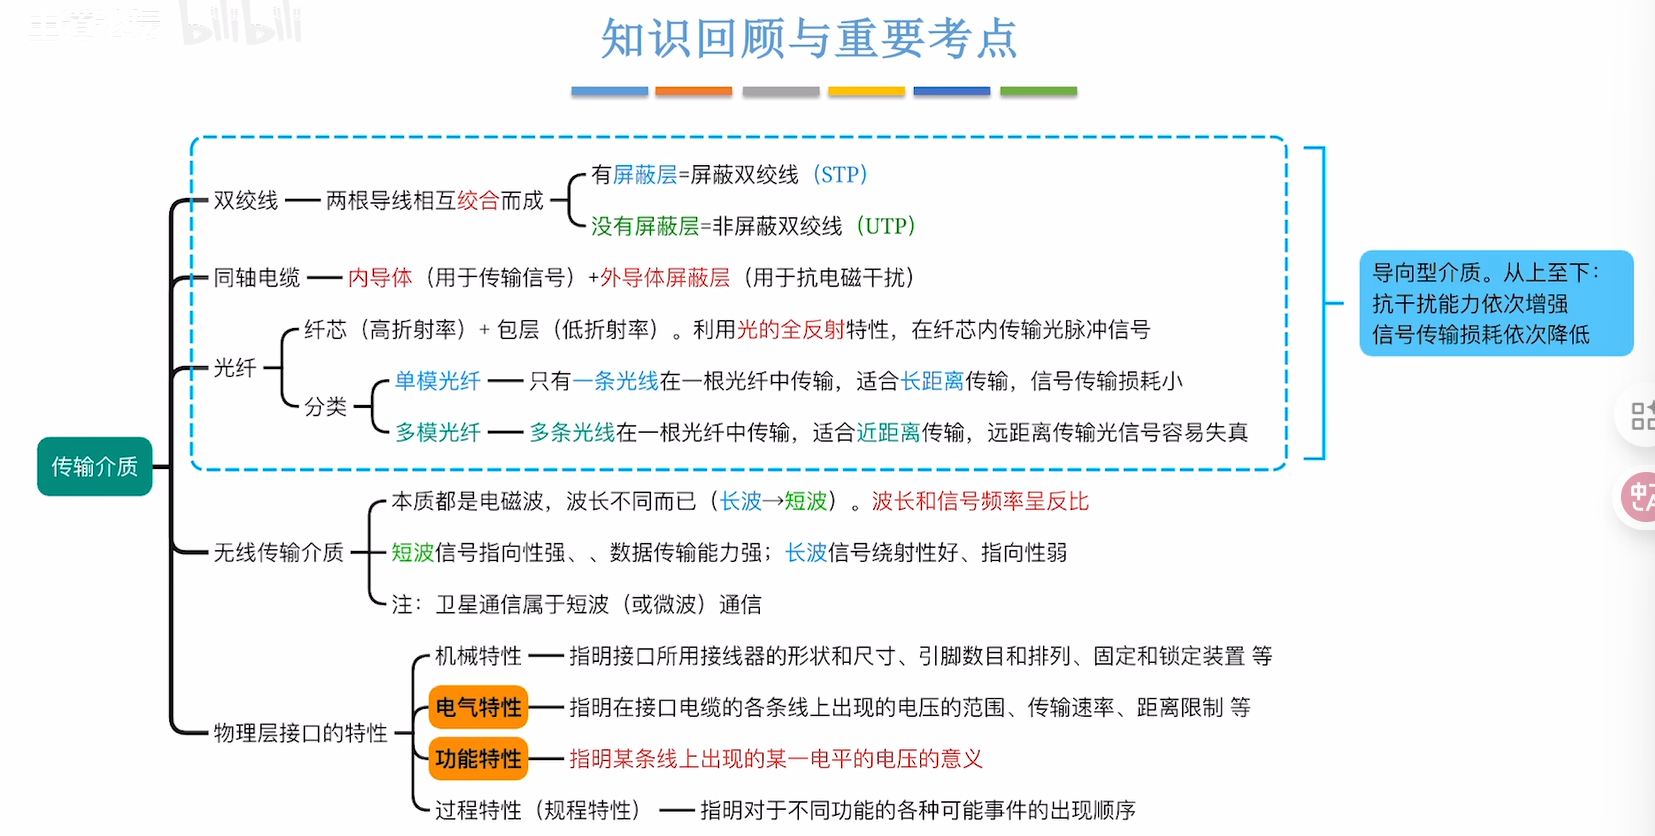 bilibili
知识回顾与重要考点
有屏蔽层=屏蔽双绞线（STP）
双绞线
两根导线相互绞合而成
没有屏蔽层=非屏蔽双绞线（UTP）
同轴电缆
内导体（用于传输信号）+外导体屏蔽层（用于抗电磁干扰）
导向型介质。从上至下：
抗干扰能力依次增强
信号传输损耗依次降低
纤芯（高折射率）+ 包层（低折射率）。利用光的全反射特性，在纤芯内传输光脉冲信号
光纤
单模光纤
只有一条光线在一根光纤中传输，适合长距离传输，信号传输损耗小
分类
多模光纤
多条光线在一根光纤中传输，适合近距离传输，远距离传输光信号容易失真
传输介质
本质都是电磁波，波长不同而已（长波→短波）。波长和信号频率呈反比
无线传输介质
短波信号指向性强、、数据传输能力强；长波信号绕射性好、指向性弱
注：卫星通信属于短波（或微波）通信
机械特性
指明接口所用接线器的形状和尺寸、引脚数目和排列、固定和锁定装置 等
电气特性
指明在接口电缆的各条线上出现的电压的范围、传输速率、距离限制 等
物理层接口的特性
功能特性
指明某条线上出现的某一电平的电压的意义
过程特性（规程特性）
指明对于不同功能的各种可能事件的出现顺序